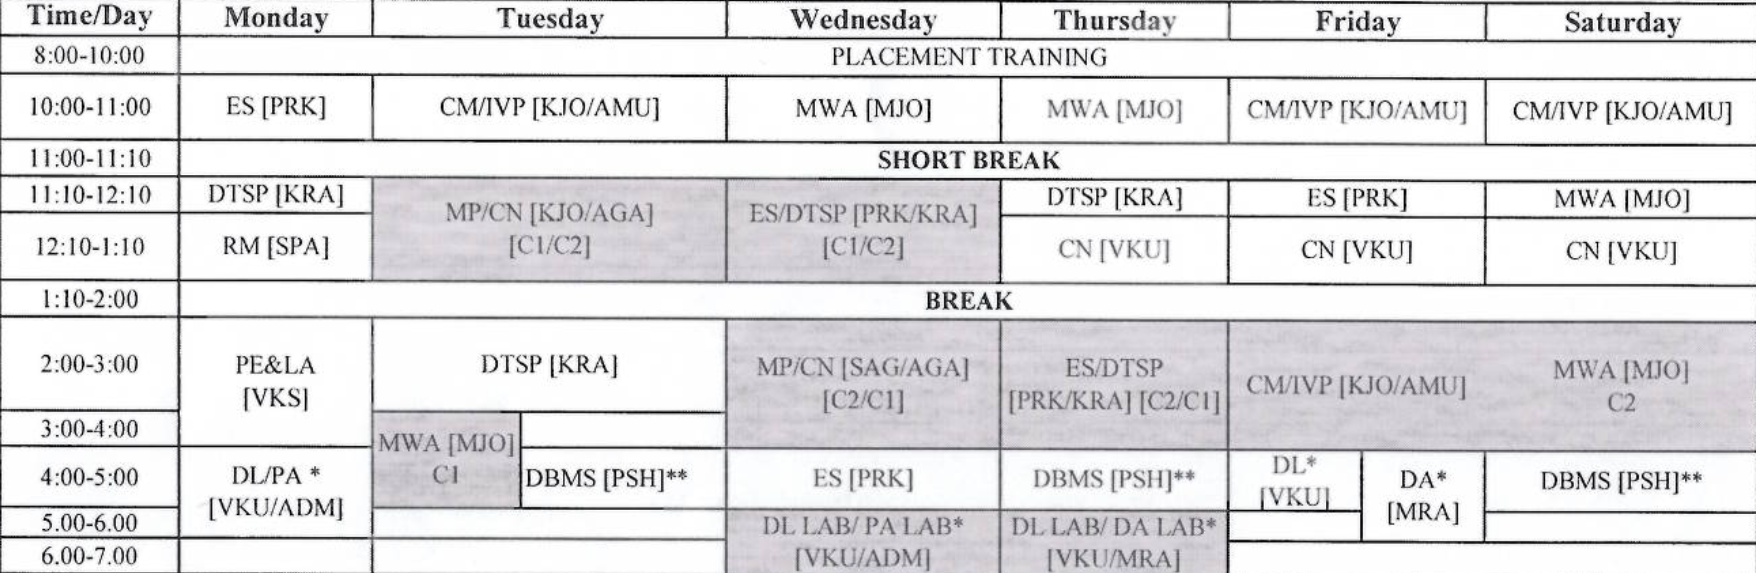 Time/Day Monday Tuesday Wednesday Thursday Friday Saturday
8:00-10:00 PLACEMENT TRAINING
10:00-11:00 ES [PRK] CM/IVP [KJO/AMU] MWA [MJO] MWA [MJO] CM/IVP [KJO/AMU] CM/IVP [KJO/AMU]
11:00-11:10 SHORT BREAK
11:10-12:10 DTSP [KRA] MP/CN [KJO/AGA] ES/DTSP [PRK/KRA] DTSP [KRA] ES [PRK] MWA [MJO]
12:10-1:10 RM [SPA] [C1/C2] [C1/C2] CN [VKU] CN [VKU] CN [VKU]
1:10-2:00 BREAK
2:00-3:00 PE&LA DTSP [KRA] MP/CN [SAG/AGA] ES/DTSP CM/IVP [KJO/AMU] MWA [MJO]
[VKS] [C2/C1] [PRK/KRA] [C2/C1] C2
3:00-4:00 MWA [MJO]
4:00-5:00 DL/PA * C1 DBMS [PSH]** ES [PRK] DBMS [PSH]** DL* DA* DBMS [PSH]**
[VKU/ADM] [VKU] [MRA]
5.00-6.00 DL LAB/ PA LAB* DL LAB/ DA LAB*
6.00-7.00 [VKU/ADM] [VKU/MRA]